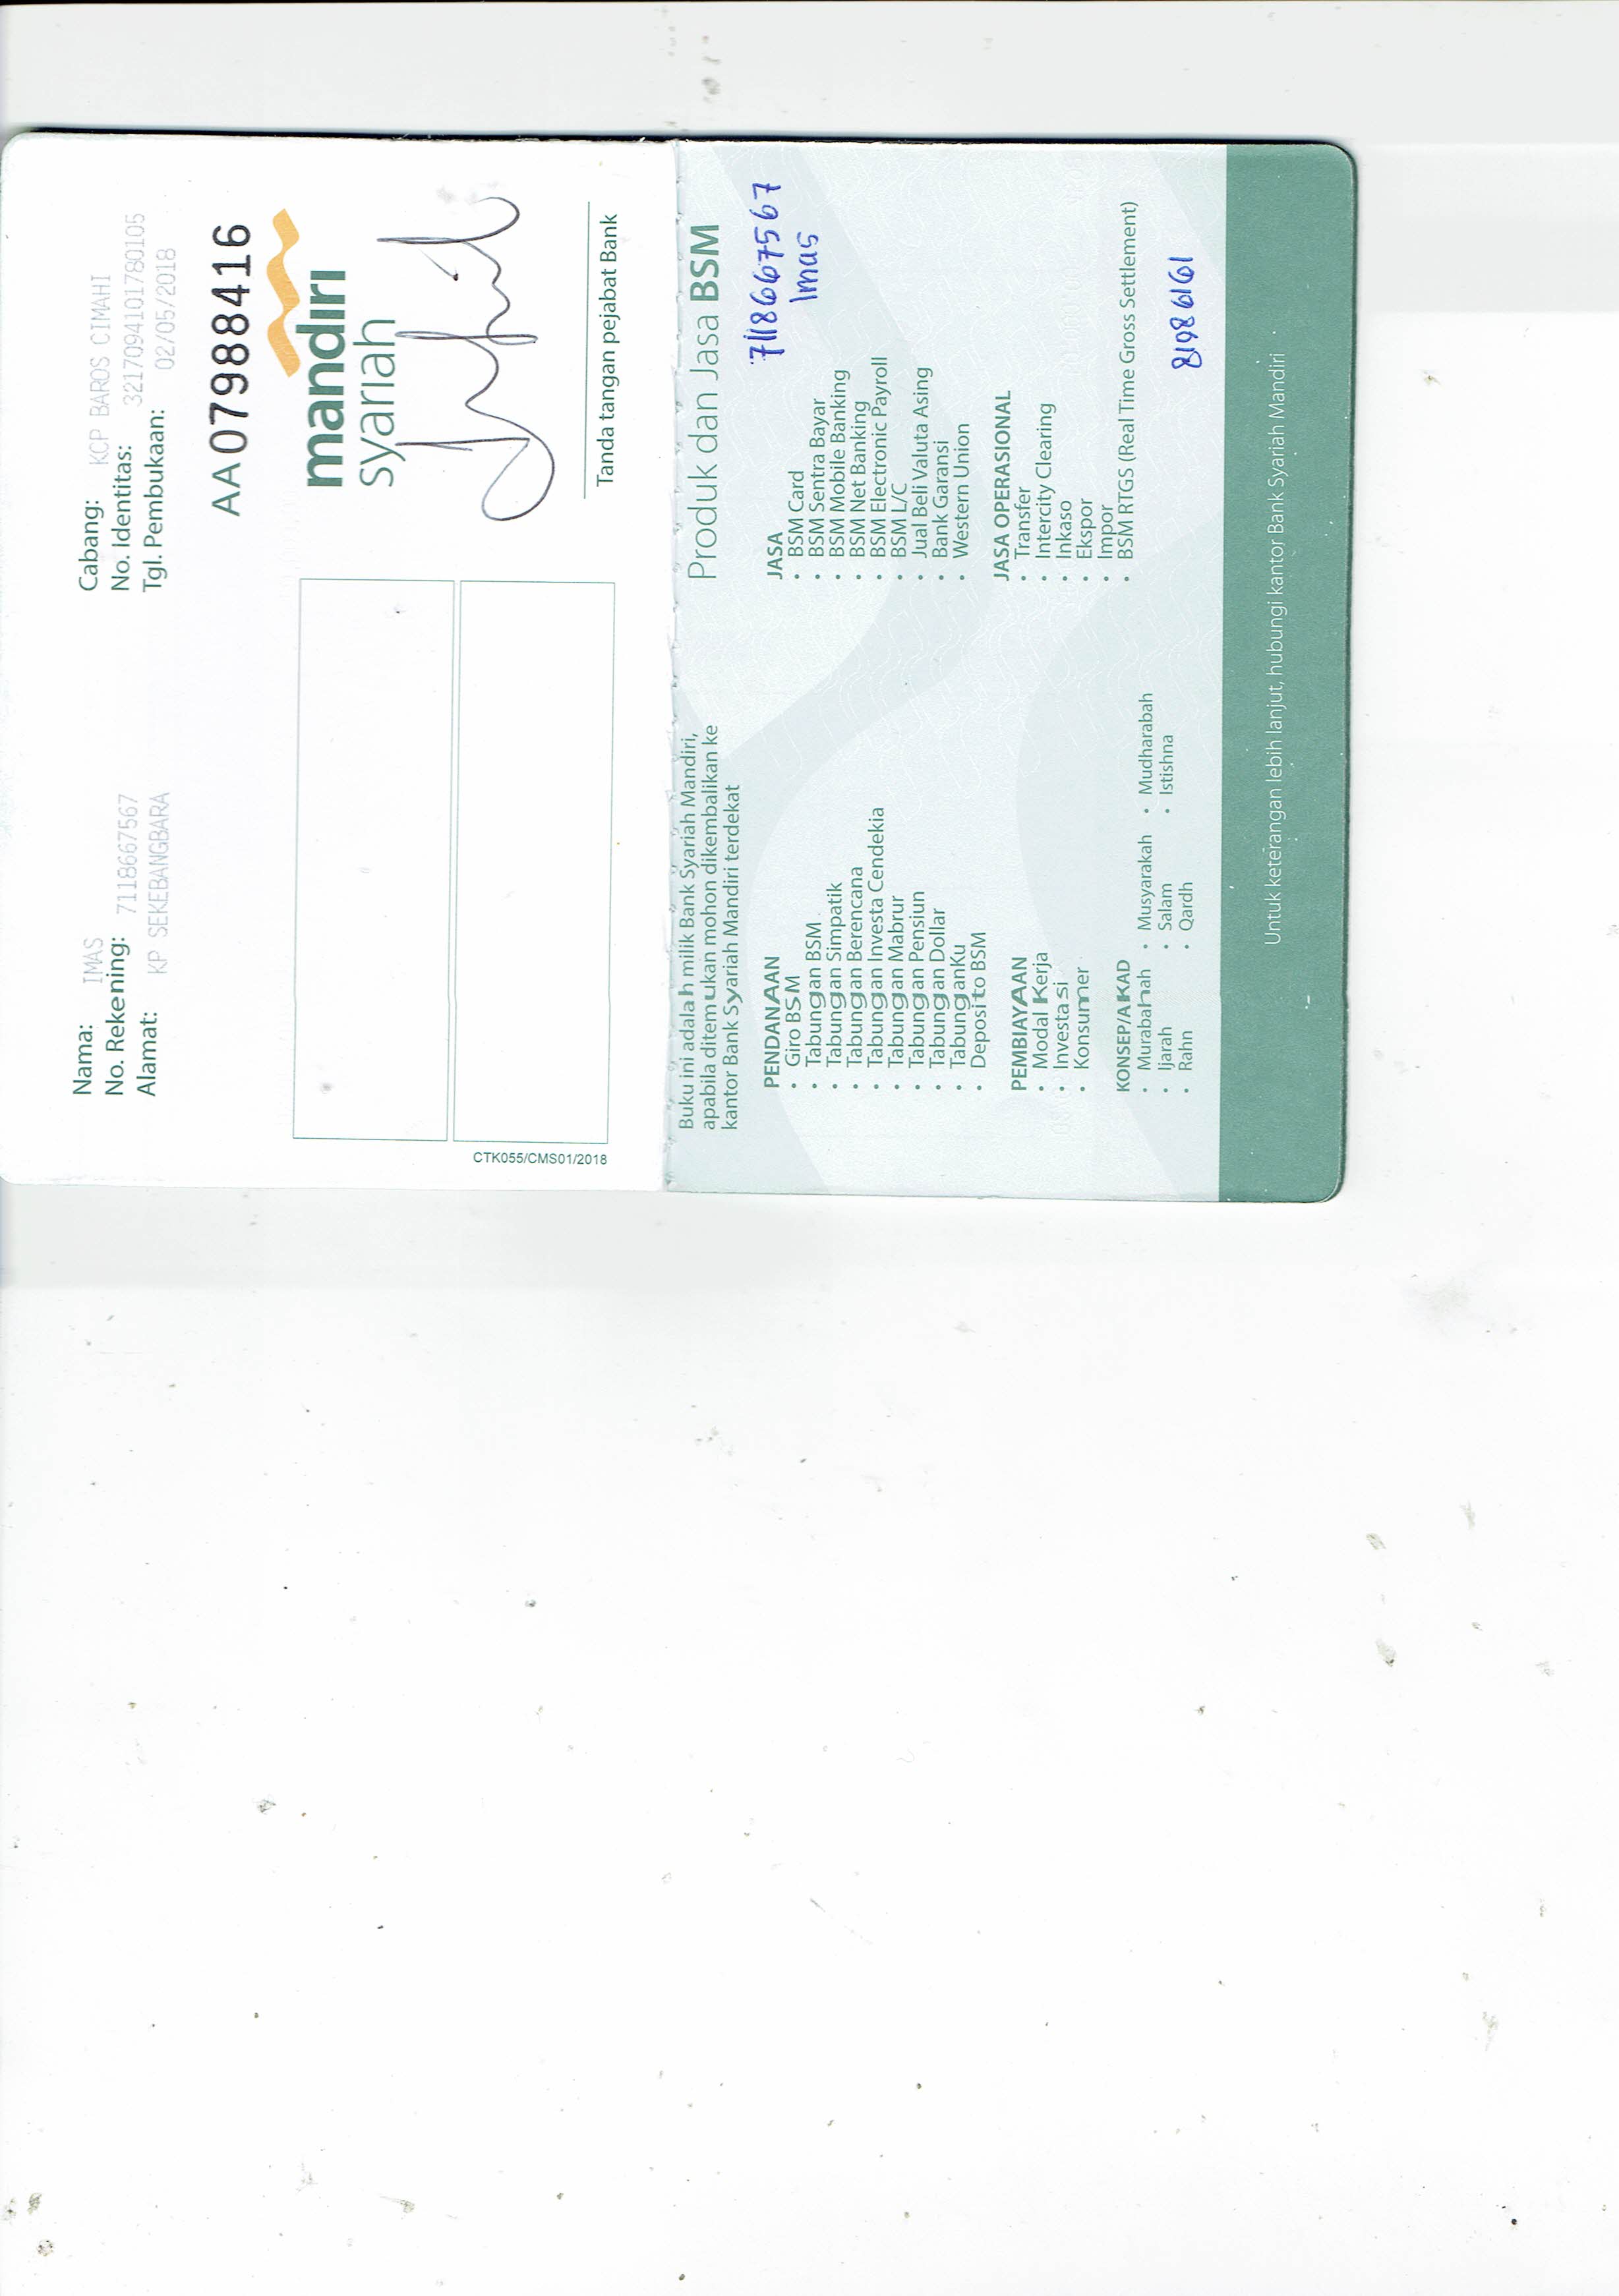 Nama: IMAS
No. Rekening: 7118667567
Alamat: KP SEKEBANGBARA
Cabang: KCP BAROS CIMAHI
No. Identitas: 3217094101780105
Tgl. Pembukaan: 02/05/2018
AA07988416
mandiri
syariah
Tanda tangan pejabat Bank
CTK055/CMS01/2018
Buku ini adalah milik Bank Syariah Mandiri,
apabila ditemukan mohon dikembalikan ke
kantor Bank Syariah Mandiri terdekat
Produk dan Jasa BSM
7118667567
Imas
PENDANAAN
• Giro BSM
• Tabungan BSM
• Tabungan Simpatik
• Tabungan Berencana
• Tabungan Investa Cendekia
• Tabungan Mabrur
• Tabungan Pensiun
• Tabungan Dollar
• TabunganKu
• Deposito BSM
PEMBIAYAAN
• Modal Kerja
• Investasi
• Konsumer
KONSEP/AKAD
• Murabahah • Musyarakah • Mudharabah
• Ijarah • Salam • Istishna
• Rahn • Qardh
JASA
• BSM Card
• BSM Sentra Bayar
• BSM Mobile Banking
• BSM Net Banking
• BSM Electronic Payroll
• BSM L/C
• Jual Beli Valuta Asing
• Bank Garansi
• Western Union
JASA OPERASIONAL
• Transfer
• Intercity Clearing
• Inkaso
• Ekspor
• Impor
• BSM RTGS (Real Time Gross Settlement)
81986161
Untuk keterangan lebih lanjut, hubungi kantor Bank Syariah Mandiri